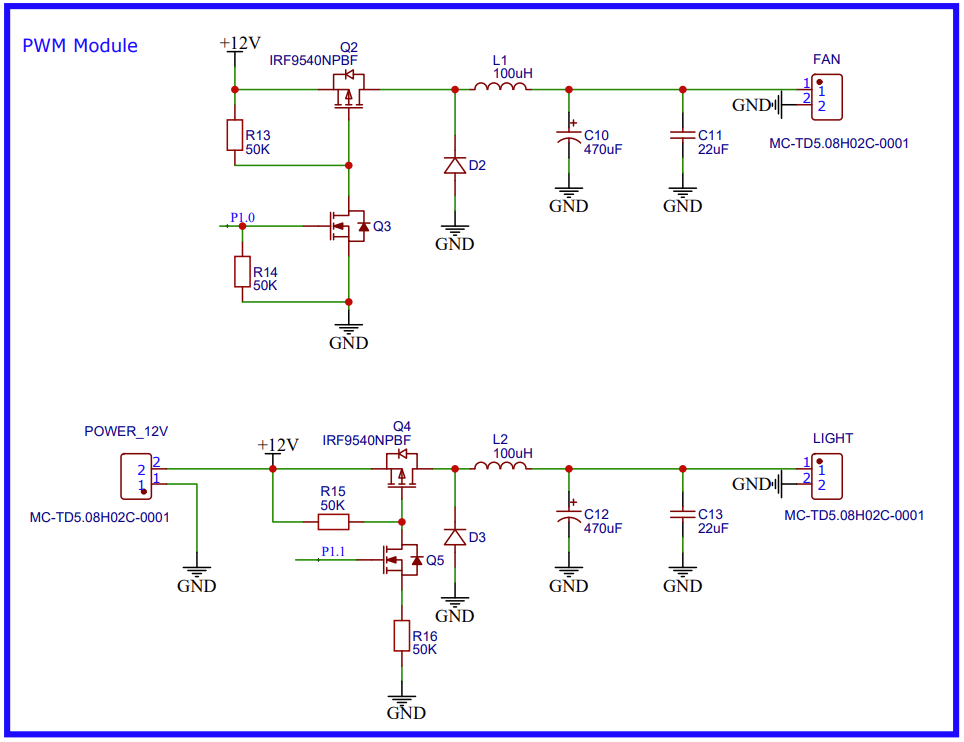 PWM Module
+12V
Q2
IRF9540NPBF
L1
100uH
FAN
1
1
2
2
GND
MC-TD5.08H02C-0001
R13
50K
D2
+
C10
470uF
C11
22uF
GND
GND
P1.0
Q3
GND
R14
50K
GND
POWER_12V
+12V
Q4
IRF9540NPBF
L2
100uH
LIGHT
2
2
1
1
1
1
2
2
GND
MC-TD5.08H02C-0001
R15
50K
+
C12
470uF
C13
22uF
MC-TD5.08H02C-0001
P1.1
Q5
D3
GND
GND
GND
GND
R16
50K
GND